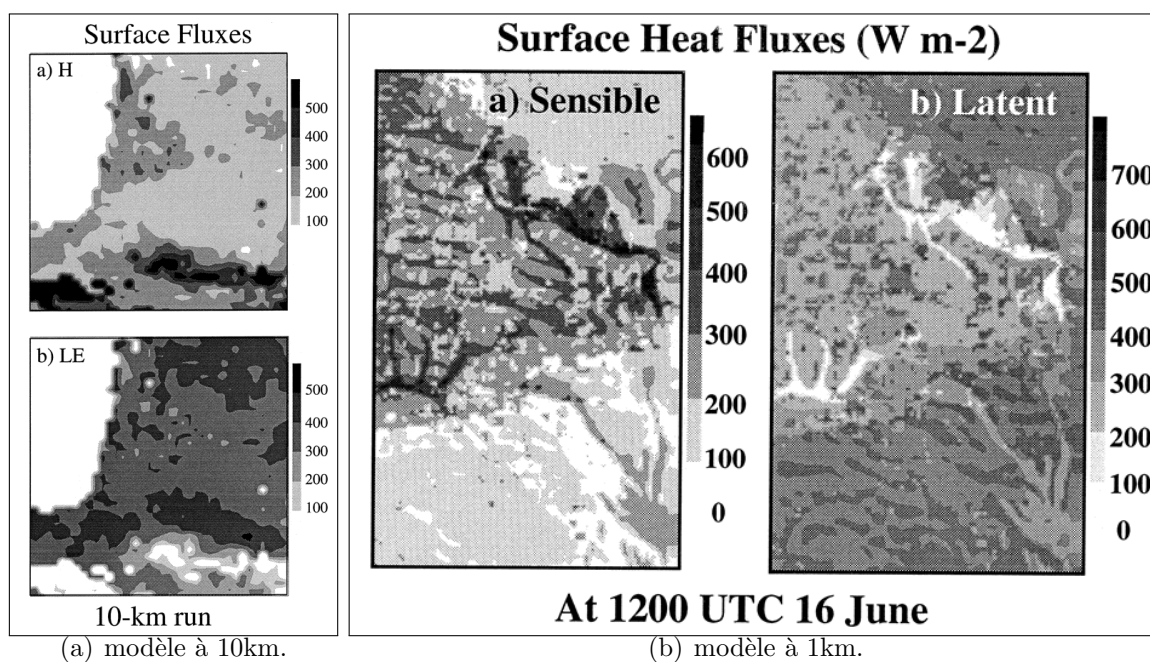 Surface Fluxes
a) H
500
400
300
200
100
b) LE
500
400
300
200
100
10-km run
(a) modèle à 10km.
Surface Heat Fluxes (W m-2)
a) Sensible
600
500
400
300
200
100
0
b) Latent
700
600
500
400
300
200
100
0
At 1200 UTC 16 June
(b) modèle à 1km.